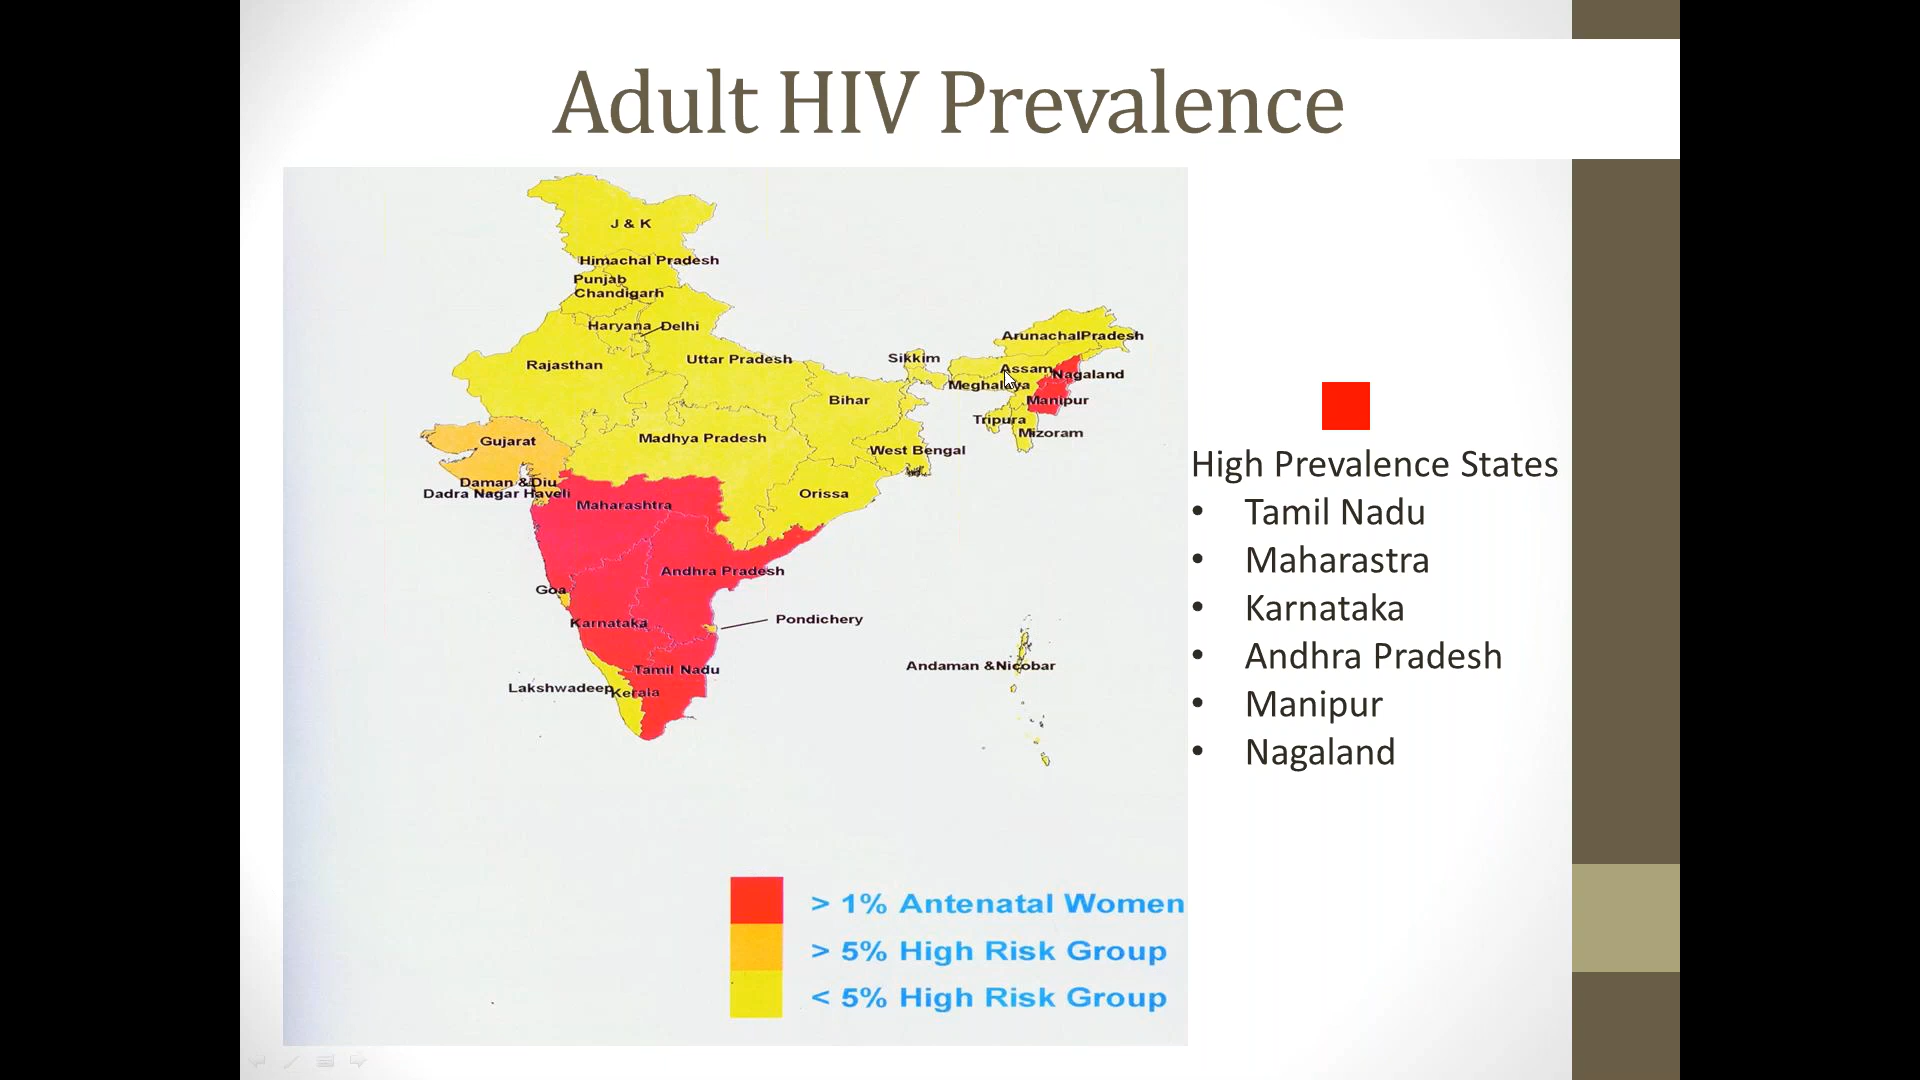 Adult HIV Prevalence
J & K
Himachal Pradesh
Punjab
Chandigarh
Haryana Delhi
Rajasthan
Uttar Pradesh
Sikkim
ArunachalPradesh
Assam
Nagaland
Meghalaya
Manipur
Bihar
Tripura
Mizoram
Gujarat
Madhya Pradesh
West Bengal
Daman & Diu
Dadra Nagar Haveli
Maharashtra
Orissa
Andhra Pradesh
Goa
Karnataka
Pondichery
Tamil Nadu
Andaman &Nicobar
Lakshwadeep
Kerala
> 1% Antenatal Women
> 5% High Risk Group
< 5% High Risk Group
High Prevalence States
• Tamil Nadu
• Maharastra
• Karnataka
• Andhra Pradesh
• Manipur
• Nagaland